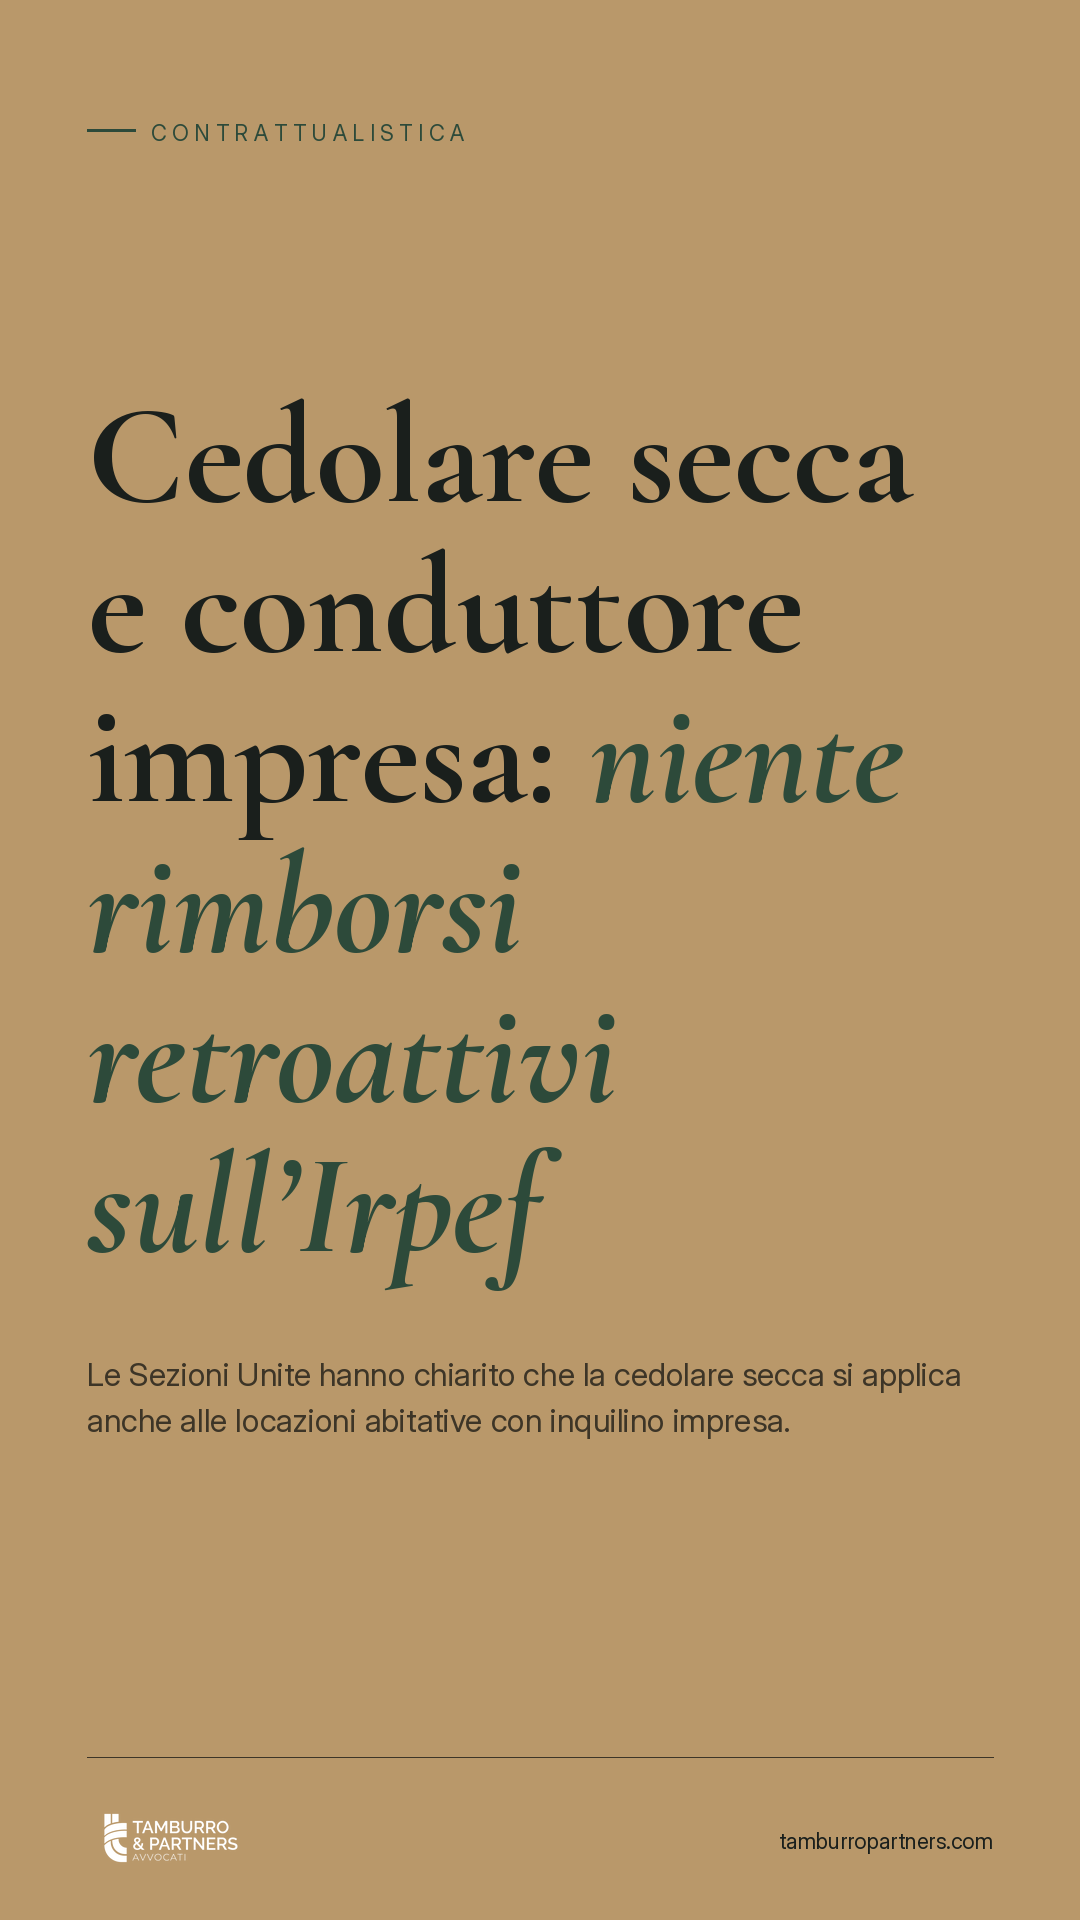 CONTRATTUALISTICA
Cedolare secca
e conduttore
impresa: niente
rimborsi
retroattivi
sull’Irpef
Le Sezioni Unite hanno chiarito che la cedolare secca si applica
anche alle locazioni abitative con inquilino impresa.
TAMBURRO
& PARTNERS
AVVOCATI
tamburropartners.com